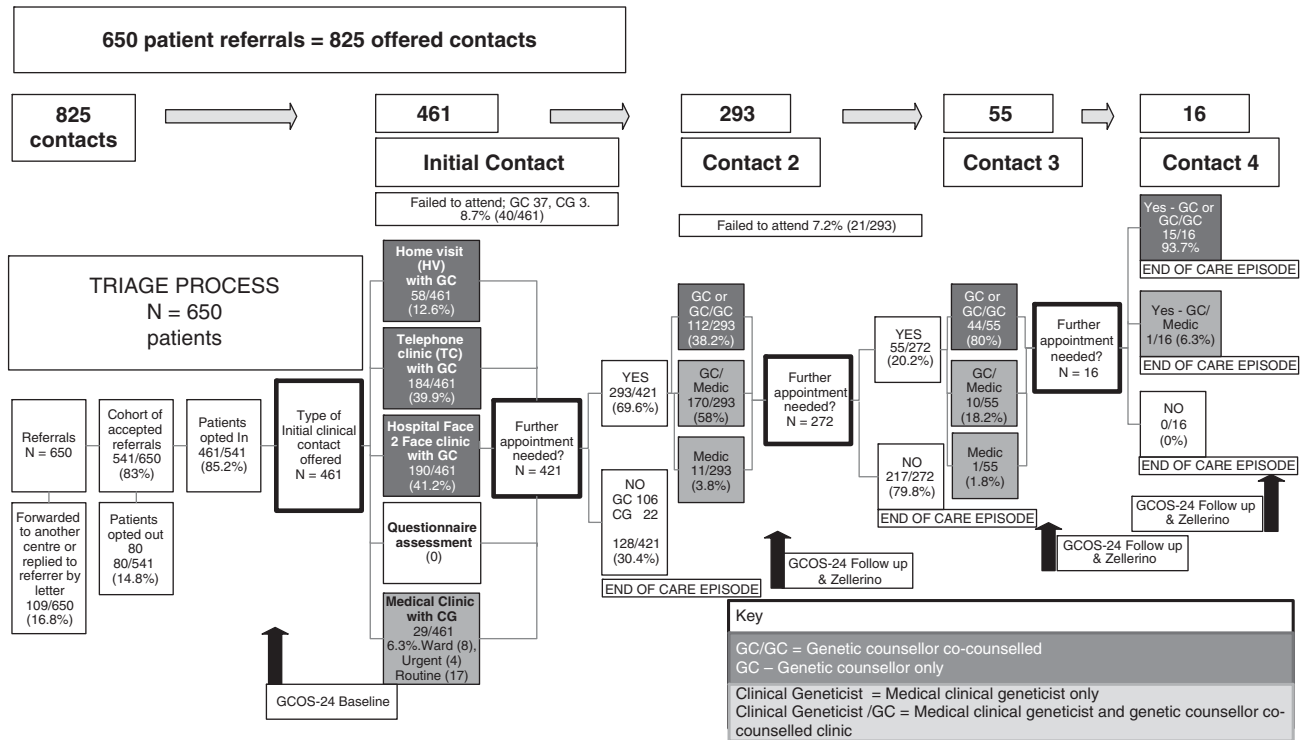 650 patient referrals = 825 offered contacts
825
contacts
461
293
55
16
Initial Contact
Contact 2
Contact 3
Contact 4
Failed to attend; GC 37, CG 3.
8.7% (40/461)
Failed to attend 7.2% (21/293)
TRIAGE PROCESS
N = 650
patients
Referrals
N = 650
Forwarded
to another
centre or
replied to
referrer by
letter
109/650
(16.8%)
Cohort of
accepted
referrals
541/650
(83%)
Patients
opted out
80
80/541
(14.8%)
Patients
opted In
461/541
(85.2%)
Type of
Initial clinical
contact
offered
N = 461
GCOS-24 Baseline
Home visit
(HV)
with GC
58/461
(12.6%)
Telephone
clinic (TC)
with GC
184/461
(39.9%)
Hospital Face
2 Face clinic
with GC
190/461
(41.2%)
Questionnaire
assessment
(0)
Medical Clinic
with CG
29/461
6.3%.Ward (8),
Urgent (4)
Routine (17)
Further
appointment
needed?
N = 421
YES
293/421
(69.6%)
NO
GC 106
CG 22
128/421
(30.4%)
END OF CARE EPISODE
GC or
GC/GC
112/293
(38.2%)
GC/
Medic
170/293
(58%)
Medic
11/293
(3.8%)
Further
appointment
needed?
N = 272
GCOS-24 Follow up
& Zellerino
YES
55/272
(20.2%)
NO
217/272
(79.8%)
END OF CARE EPISODE
GC or
GC/GC
44/55
(80%)
GC/
Medic
10/55
(18.2%)
Medic
1/55
(1.8%)
Further
appointment
needed?
N = 16
GCOS-24 Follow up
& Zellerino
Yes - GC or
GC/GC
15/16
93.7%
END OF CARE EPISODE
Yes - GC/
Medic
1/16 (6.3%)
END OF CARE EPISODE
NO
0/16
(0%)
END OF CARE EPISODE
GCOS-24 Follow up
& Zellerino
Key
GC/GC = Genetic counsellor co-counselled
GC – Genetic counsellor only
Clinical Geneticist = Medical clinical geneticist only
Clinical Geneticist /GC = Medical clinical geneticist and genetic counsellor co-
counselled clinic